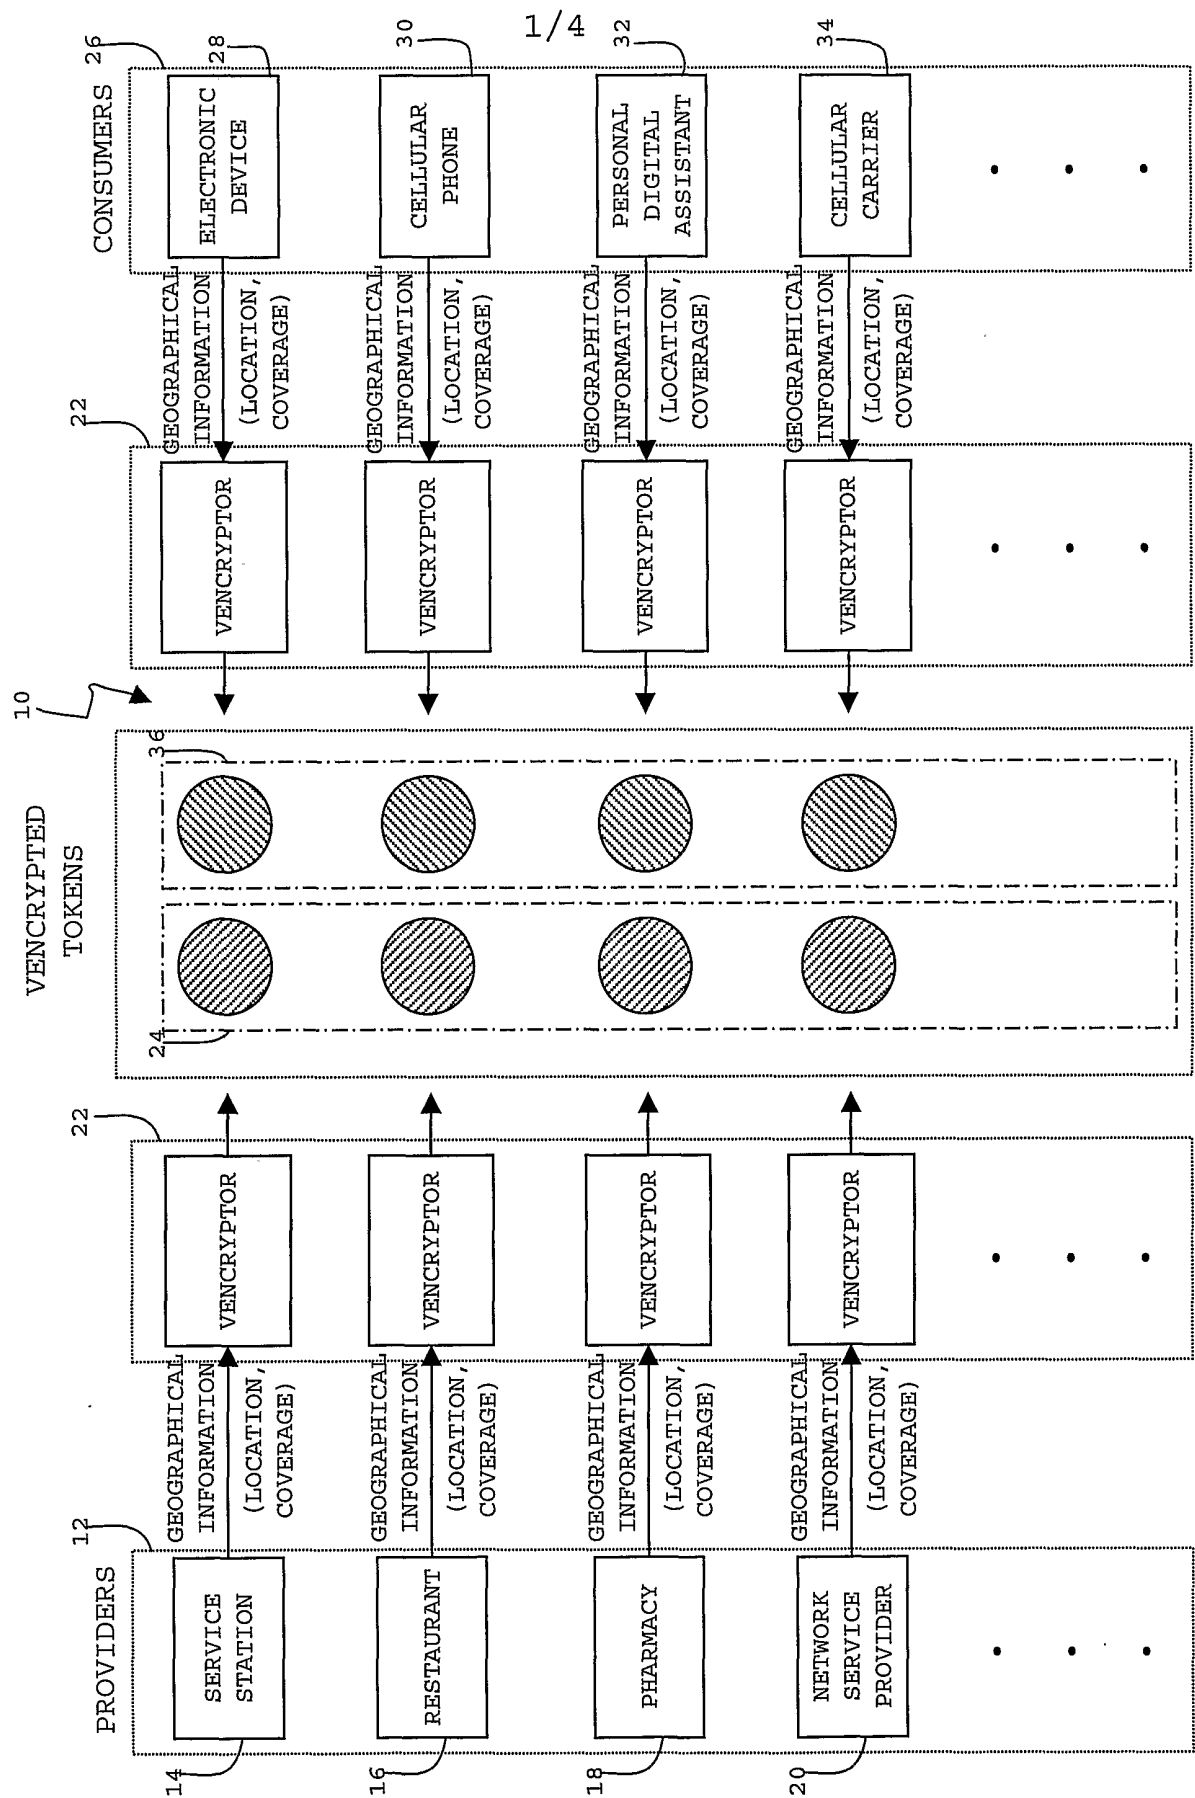 1/4
PROVIDERS
12
14
SERVICE
STATION
16
RESTAURANT
18
PHARMACY
20
NETWORK
SERVICE
PROVIDER
GEOGRAPHICAL
INFORMATION
(LOCATION,
COVERAGE)
GEOGRAPHICAL
INFORMATION
(LOCATION,
COVERAGE)
GEOGRAPHICAL
INFORMATION
(LOCATION,
COVERAGE)
GEOGRAPHICAL
INFORMATION
(LOCATION,
COVERAGE)
22
VENCRYPTOR
VENCRYPTOR
VENCRYPTOR
VENCRYPTOR
VENCRYPTED
TOKENS
10
24
36
22
VENCRYPTOR
VENCRYPTOR
VENCRYPTOR
VENCRYPTOR
GEOGRAPHICAL
INFORMATION
(LOCATION,
COVERAGE)
GEOGRAPHICAL
INFORMATION
(LOCATION,
COVERAGE)
GEOGRAPHICAL
INFORMATION
(LOCATION,
COVERAGE)
GEOGRAPHICAL
INFORMATION
(LOCATION,
COVERAGE)
CONSUMERS
26
28
ELECTRONIC
DEVICE
30
CELLULAR
PHONE
32
PERSONAL
DIGITAL
ASSISTANT
34
CELLULAR
CARRIER